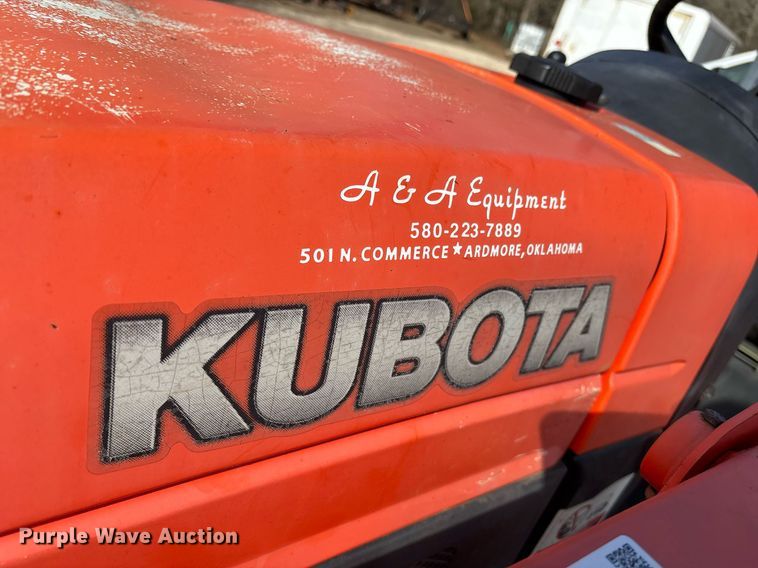 A & A Equipment
580-223-7889
501 N. COMMERCE★ARDMORE, OKLAHOMA
KUBOTA
Purple Wave Auction